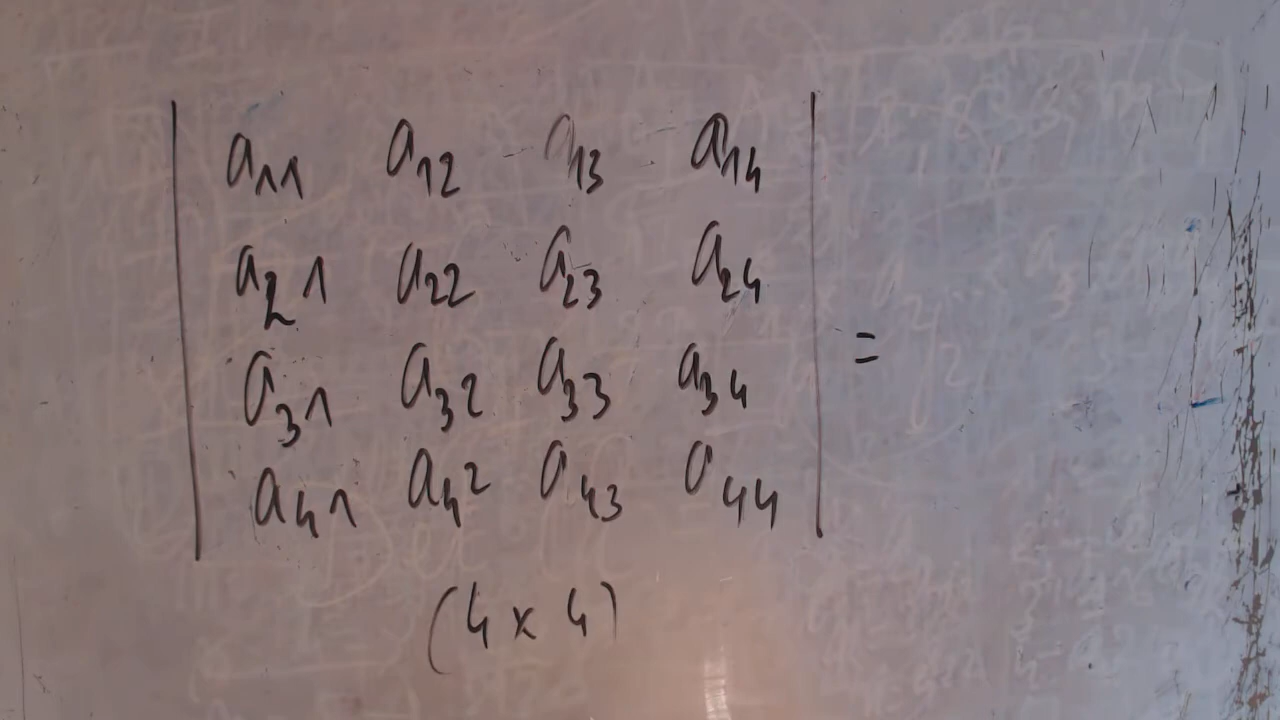 | a11 a12 a13 a14 |
| a21 a22 a23 a24 | =
| a31 a32 a33 a34 |
| a41 a42 a43 a44 |
(4 x 4)